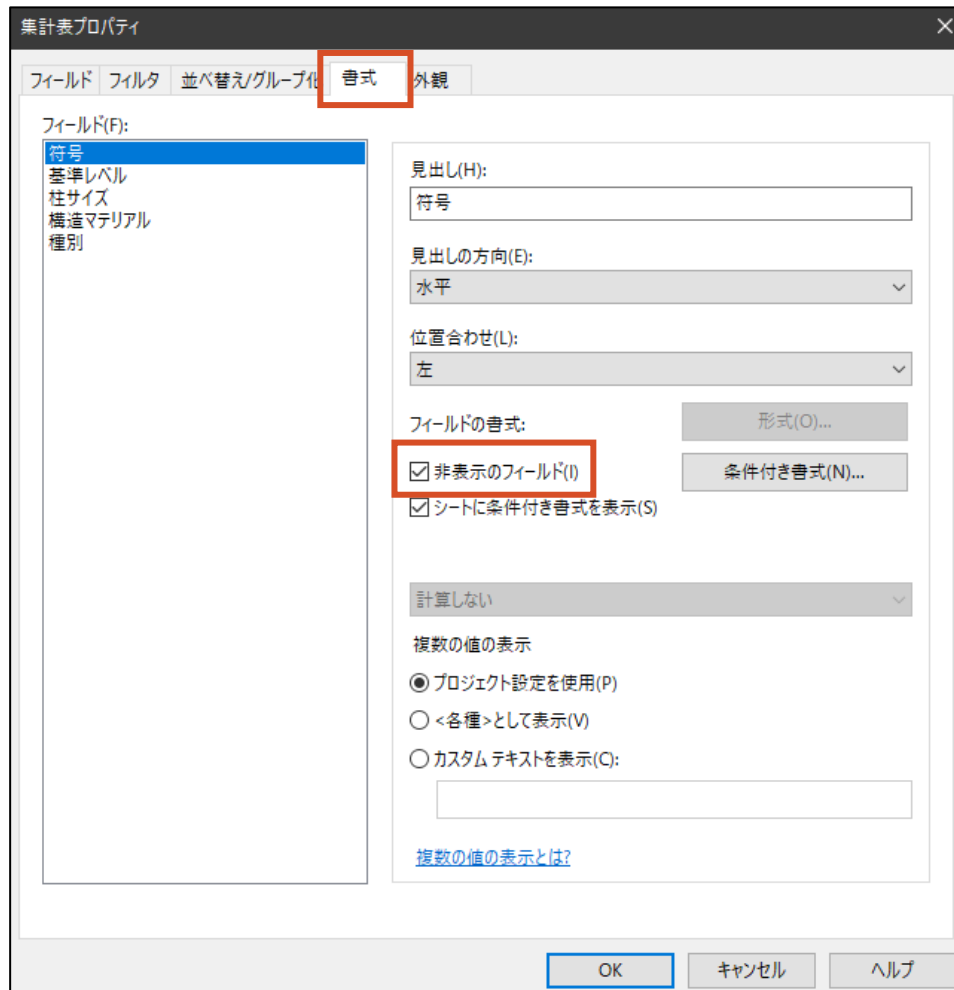 集計表プロパティ
フィールド フィルタ 並べ替え/グループ化 書式 外観
フィールド(F):
符号
基準レベル
柱サイズ
構造マテリアル
種別
見出し(H):
符号
見出しの方向(E):
水平
位置合わせ(L):
左
フィールドの書式:
形式(O)...
非表示のフィールド(I)
条件付き書式(N)...
シートに条件付き書式を表示(S)
計算しない
複数の値の表示
プロジェクト設定を使用(P)
<各種>として表示(V)
カスタム テキストを表示(C):
複数の値の表示とは?
OK キャンセル ヘルプ